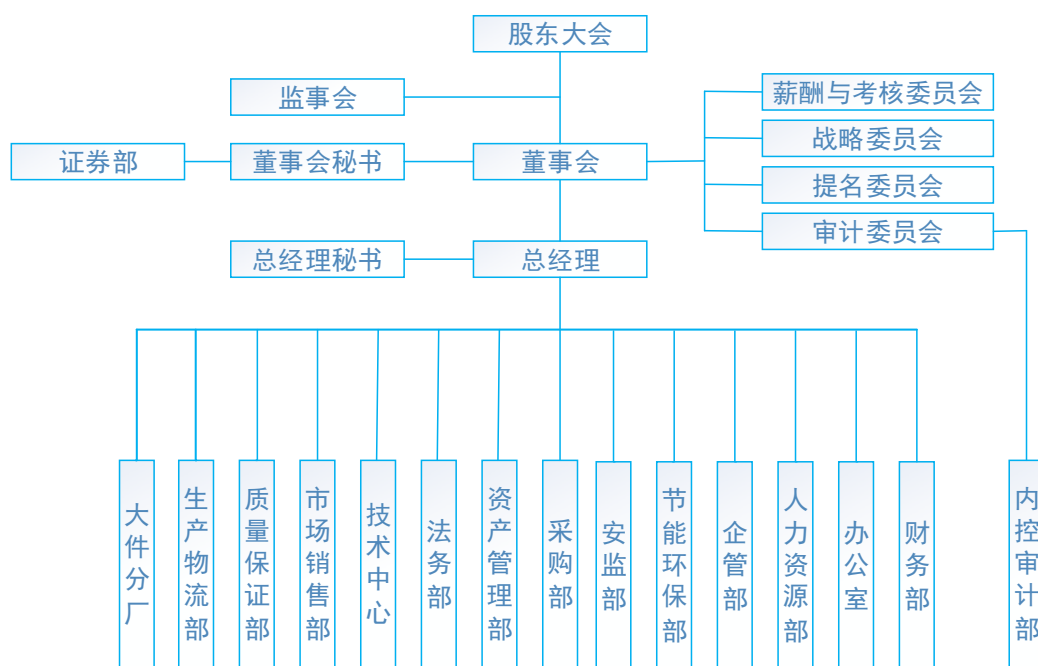 股东大会
监事会
薪酬与考核委员会
战略委员会
证券部
董事会秘书
董事会
提名委员会
审计委员会
总经理秘书
总经理
大件分厂
生产物流部
质量保证部
市场销售部
技术中心
法务部
资产管理部
采购部
安监部
节能环保部
企管部
人力资源部
办公室
财务部
内控审计部